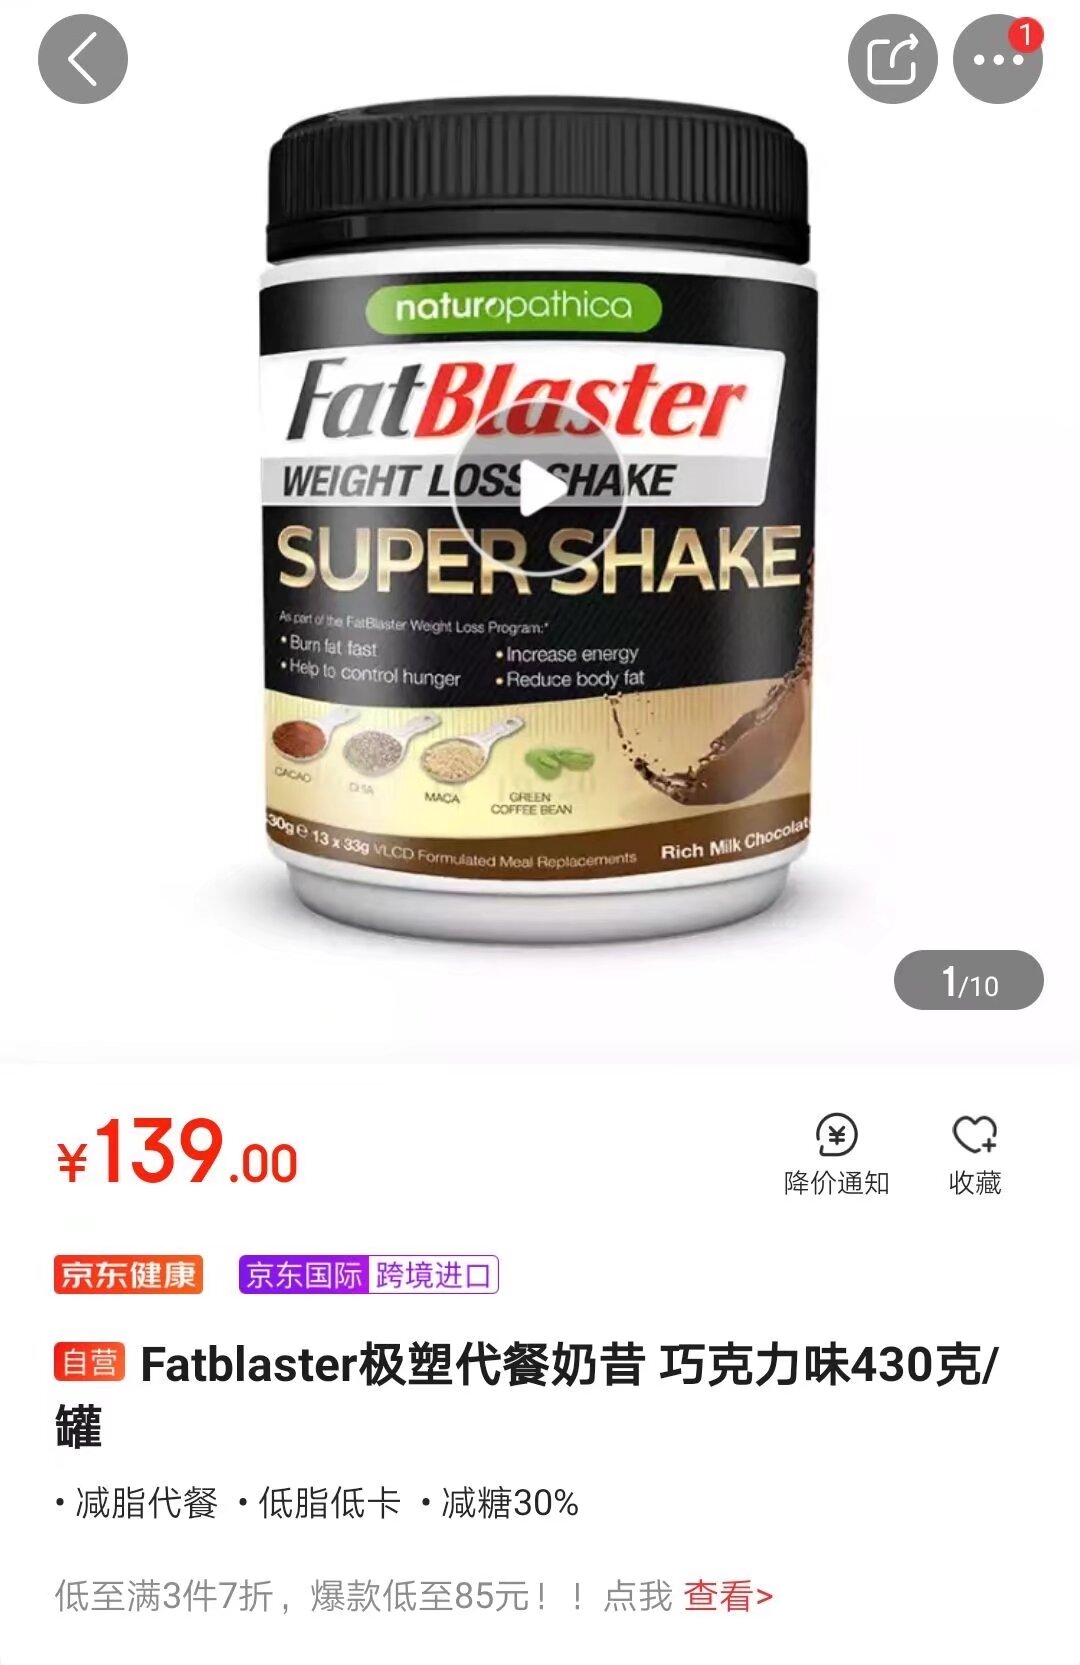 1
naturopathica
FatBlaster
WEIGHT LOSS SHAKE
SUPER SHAKE
As part of the FatBlaster Weight Loss Program:*
• Burn fat fast
• Help to control hunger
• Increase energy
• Reduce body fat
CACAO
CHIA
MACA
GREEN
COFFEE BEAN
30g e 13 x 33g VLCD Formulated Meal Replacements
Rich Milk Chocolat
1/10
¥139.00
降价通知
收藏
京东健康
京东国际 跨境进口
自营 Fatblaster极塑代餐奶昔 巧克力味430克/
罐
• 减脂代餐 • 低脂低卡 • 减糖30%
低至满3件7折，爆款低至85元！！点我 查看>